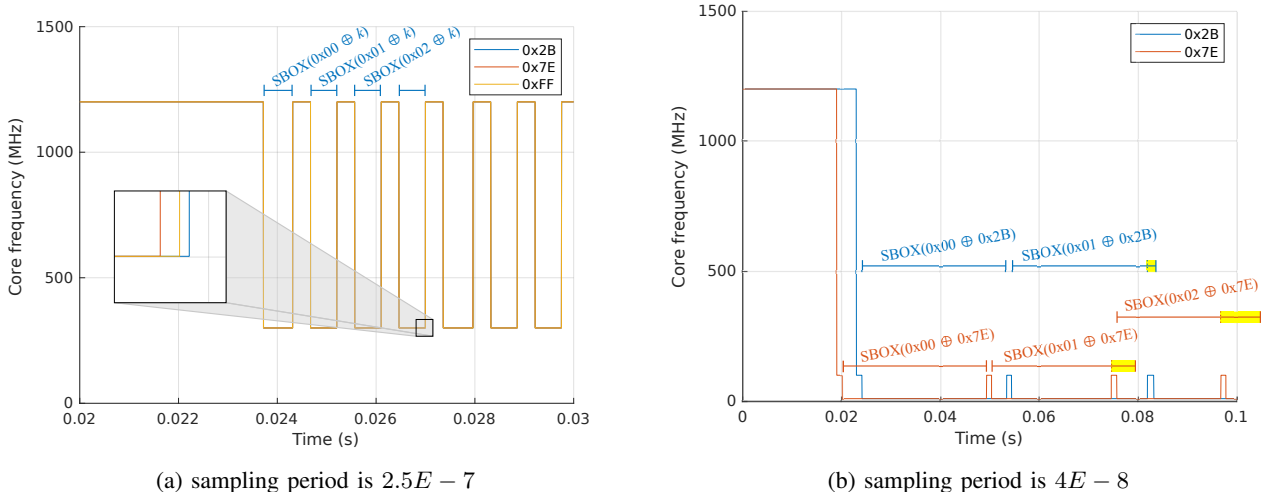 1500
1000
500
0
Core frequency (MHz)
0.02
0.022
0.024
0.026
0.028
0.03
Time (s)
SBOX(0x00 ⊕ k)
SBOX(0x01 ⊕ k)
SBOX(0x02 ⊕ k)
0x2B
0x7E
0xFF
(a) sampling period is 2.5E − 7
1500
1000
500
0
Core frequency (MHz)
0
0.02
0.04
0.06
0.08
0.1
Time (s)
0x2B
0x7E
SBOX(0x00 ⊕ 0x2B)
SBOX(0x01 ⊕ 0x2B)
SBOX(0x02 ⊕ 0x7E)
SBOX(0x00 ⊕ 0x7E)
SBOX(0x01 ⊕ 0x7E)
(b) sampling period is 4E − 8